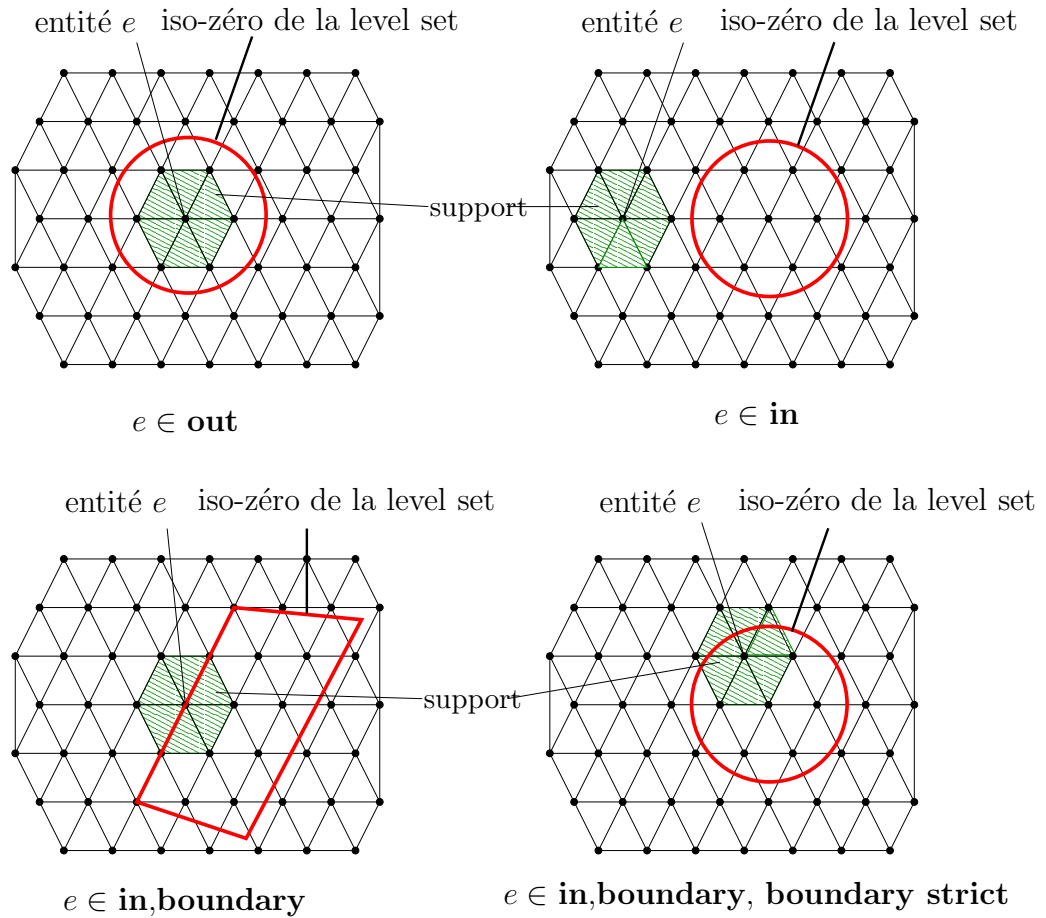 entité e iso-zéro de la level set
entité e iso-zéro de la level set
support
e ∈ out
e ∈ in
entité e iso-zéro de la level set
entité e iso-zéro de la level set
support
e ∈ in,boundary
e ∈ in,boundary, boundary strict